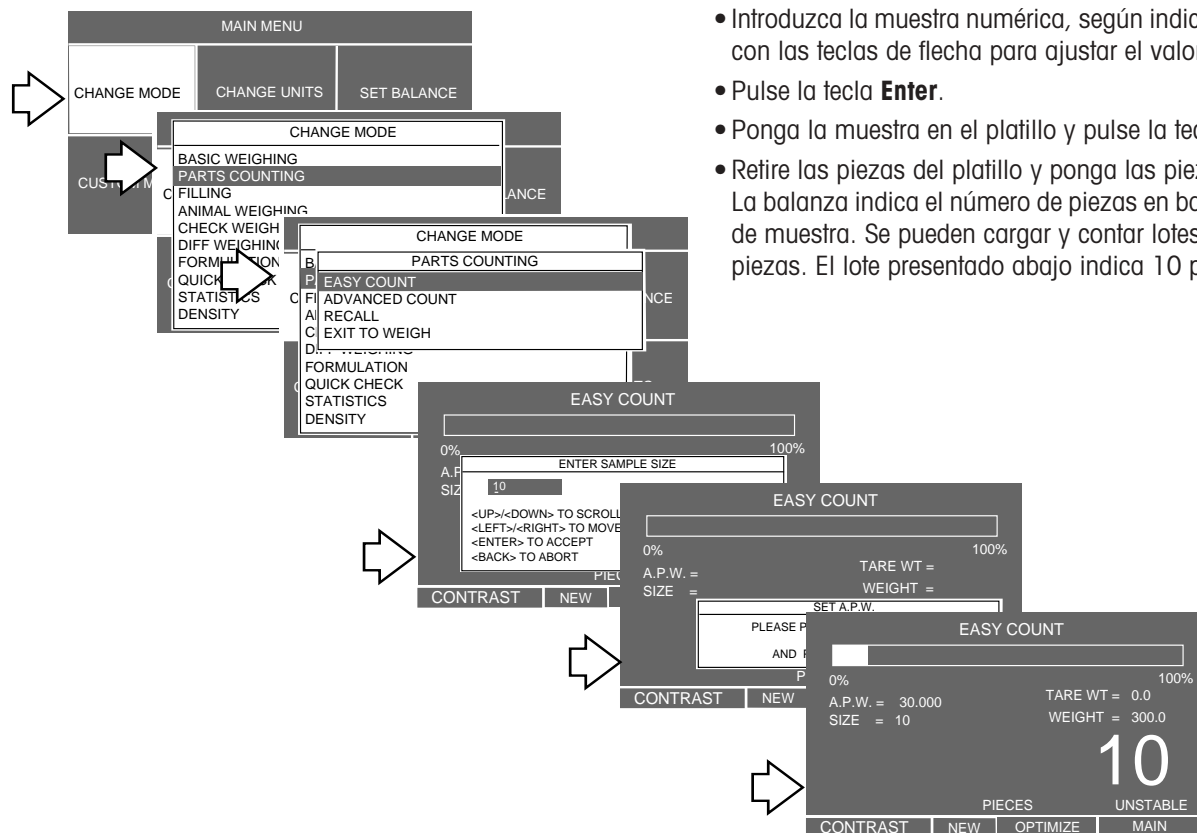 • Introduzca la muestra numérica, según
con las teclas de flecha para ajustar el
• Pulse la tecla Enter.
• Ponga la muestra en el platillo y pulse la
• Retire las piezas del platillo y ponga las
La balanza indica el número de piezas en
de muestra. Se pueden cargar y contar lotes
piezas. El lote presentado abajo indica 10
MAIN MENU
CHANGE MODE CHANGE UNITS SET BALANCE
CHANGE MODE
BASIC WEIGHING
PARTS COUNTING
FILLING
ANIMAL WEIGHING
CHECK WEIGH
DIFF WEIGHING
QUICK
STATISTICS
DENSITY
CHANGE MODE
PARTS COUNTING
EASY COUNT
ADVANCED COUNT
RECALL
EXIT TO WEIGH
FORMULATION
QUICK CHECK
STATISTICS
DENSITY
EASY COUNT
0% 100%
ENTER SAMPLE SIZE
10
<UP>/<DOWN> TO SCROLL
<LEFT>/<RIGHT> TO MOVE
<ENTER> TO ACCEPT
<BACK> TO ABORT
CONTRAST NEW
EASY COUNT
0% 100%
A.P.W. = TARE WT =
SIZE = WEIGHT =
SET A.P.W.
PLEASE
AND
CONTRAST NEW
EASY COUNT
0% 100%
A.P.W. = 30.000 TARE WT = 0.0
SIZE = 10 WEIGHT = 300.0
10
PIECES UNSTABLE
CONTRAST NEW OPTIMIZE MAIN